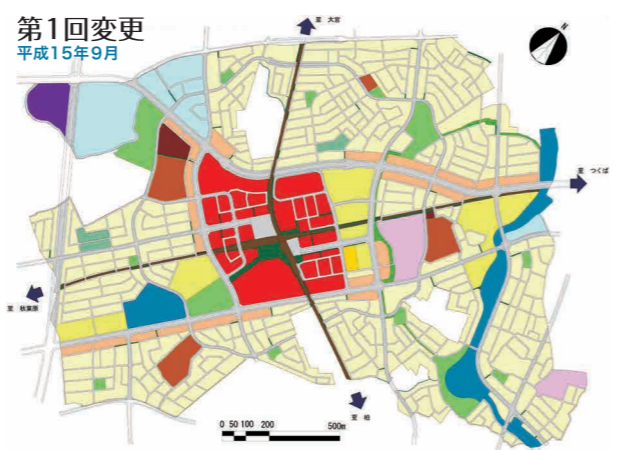 第1回変更
平成15年9月
至 大宮
N
至 つくば
至 秋葉原
至 柏
0 50 100 200 500m